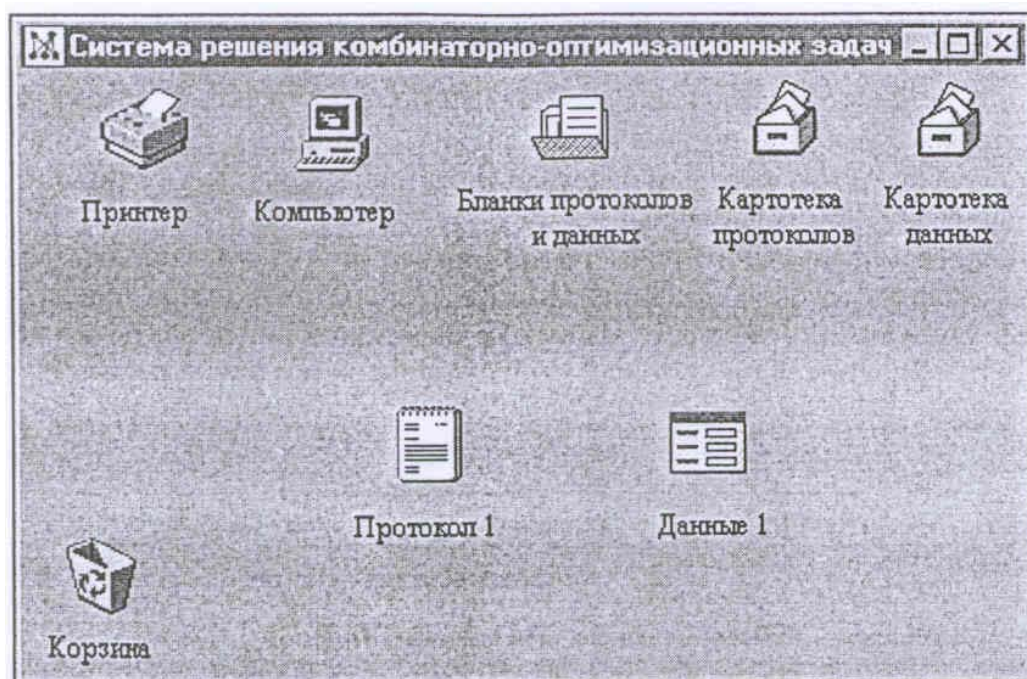 Система решения комбинаторно-оптимизационных задач
Принтер
Компьютер
Бланки протоколов
и данных
Картотека
протоколов
Картотека
данных
Протокол 1
Данные 1
Корзина